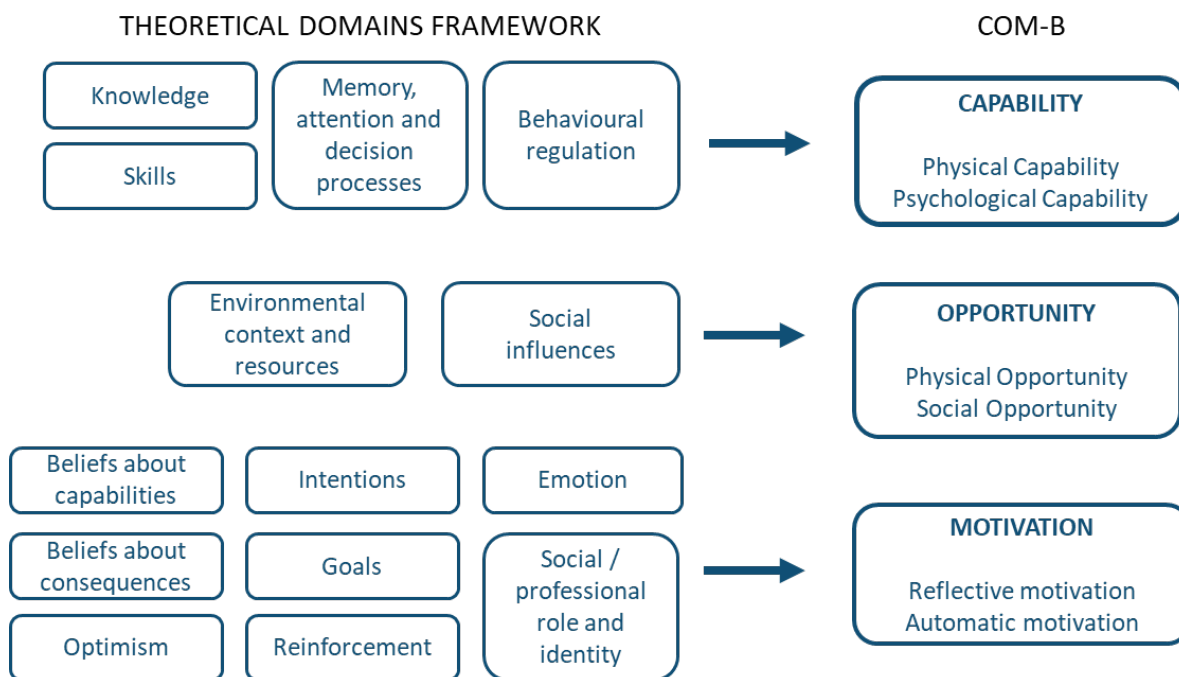 THEORETICAL DOMAINS FRAMEWORK
COM-B
Knowledge
Skills
Memory,
attention and
decision
processes
Behavioural
regulation
CAPABILITY
Physical Capability
Psychological Capability
Environmental
context and
resources
Social
influences
OPPORTUNITY
Physical Opportunity
Social Opportunity
Beliefs about
capabilities
Intentions
Emotion
Beliefs about
consequences
Goals
Social /
professional
role and
identity
Optimism
Reinforcement
MOTIVATION
Reflective motivation
Automatic motivation